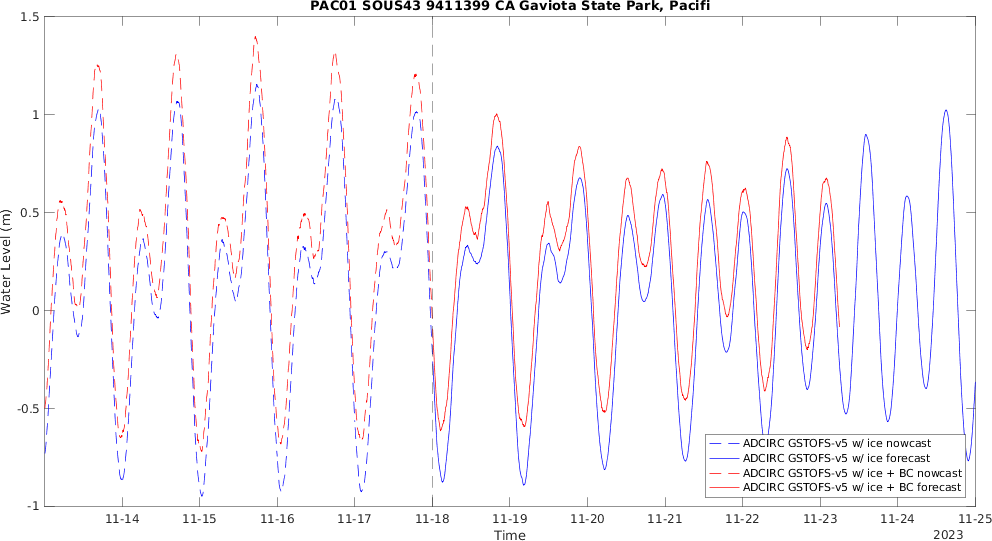 PAC01 SOUS43 9411399 CA Gaviota State Park, Pacifi
1.5
1
0.5
0
-0.5
-1
Water Level (m)
11-14
11-15
11-16
11-17
11-18
11-19
11-20
11-21
11-22
11-23
11-24
11-25
Time
2023
ADCIRC GSTOFS-v5 w/ ice nowcast
ADCIRC GSTOFS-v5 w/ ice forecast
ADCIRC GSTOFS-v5 w/ ice + BC nowcast
ADCIRC GSTOFS-v5 w/ ice + BC forecast